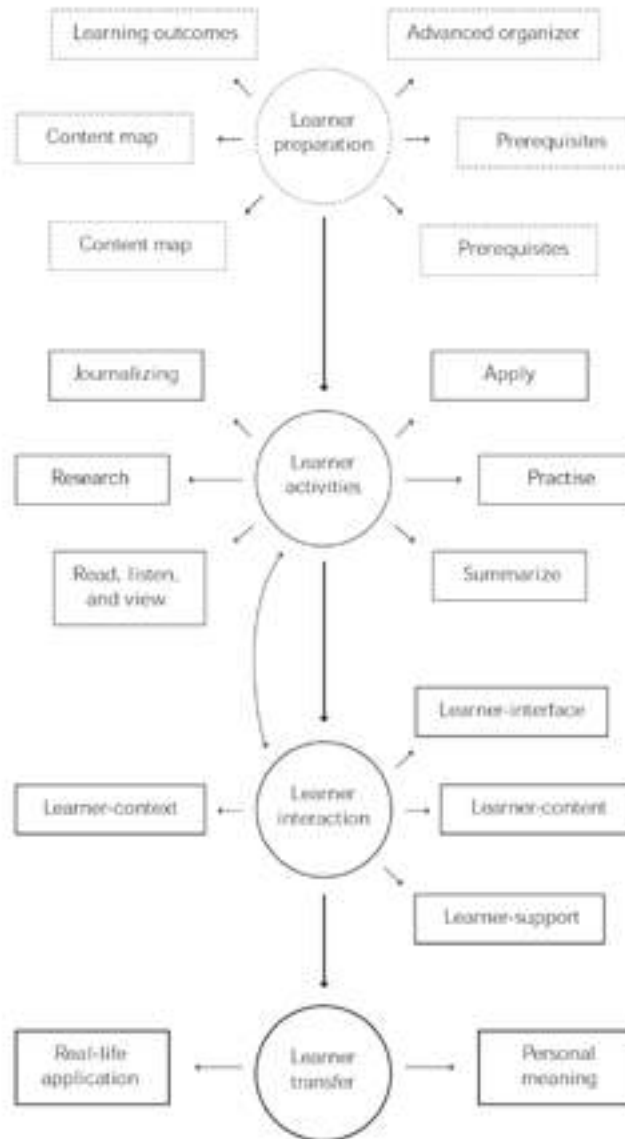 Learning outcomes
Advanced organizer
Learner
preparation
Content map
Prerequisites
Content map
Prerequisites
Journalizing
Apply
Learner
activities
Research
Practise
Read, listen,
and view
Summarize
Learner-interface
Learner
interaction
Learner-context
Learner-content
Learner-support
Real-life
application
Learner
transfer
Personal
meaning